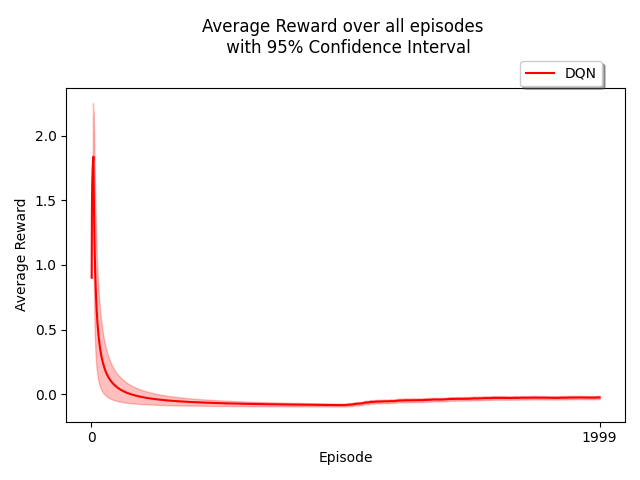 Average Reward over all episodes
with 95% Confidence Interval
DQN
2.0
1.5
1.0
0.5
0.0
Average Reward
0
1999
Episode